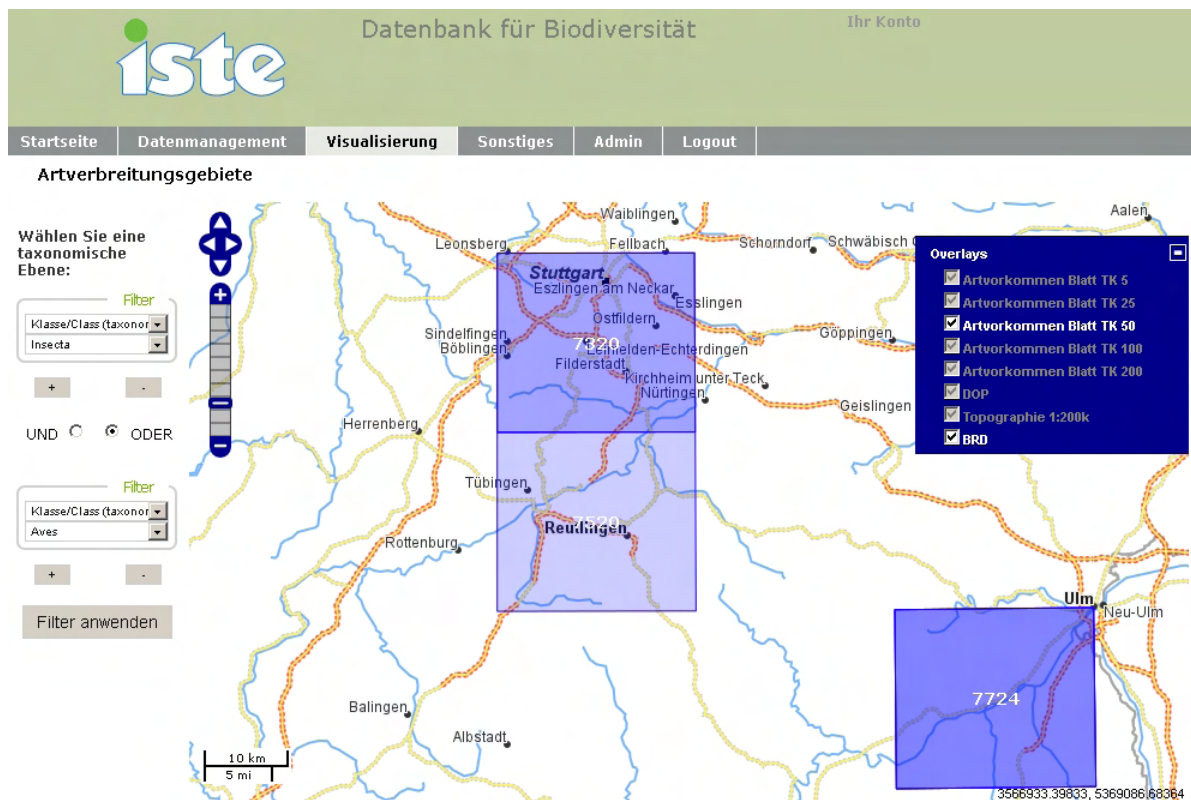 iste
Datenbank für Biodiversität
Ihr Konto
Startseite
Datenmanagement
Visualisierung
Sonstiges
Admin
Logout
Artverbreitungsgebiete
Wählen Sie eine
taxonomische
Ebene:
Filter
Klasse/Class (taxonor
Insecta
+
-
UND
ODER
Filter
Klasse/Class (taxonor
Aves
+
-
Filter anwenden
Waiblingen
Aalen
Leonsberg
Fellbach
Schorndorf
Schwäbisch
Stuttgart
Eszlingen am Neckar
Esslingen
Ostfildern
Sindelfingen
Böblingen
7320
Leinfelden-Echterdingen
Göppingen
Filderstadt
Kirchheim unter Teck
Nürtingen
Geislingen
Herrenberg
Tübingen
7520
Reutlingen
Rottenburg
Ulm
Neu-Ulm
7724
Balingen
Albstadt
10 km
5 mi
Overlays
Artvorkommen Blatt TK 5
Artvorkommen Blatt TK 25
Artvorkommen Blatt TK 50
Artvorkommen Blatt TK 100
Artvorkommen Blatt TK 200
DOP
Topographie 1:200k
BRD
3566933.39833, 5369086.68364